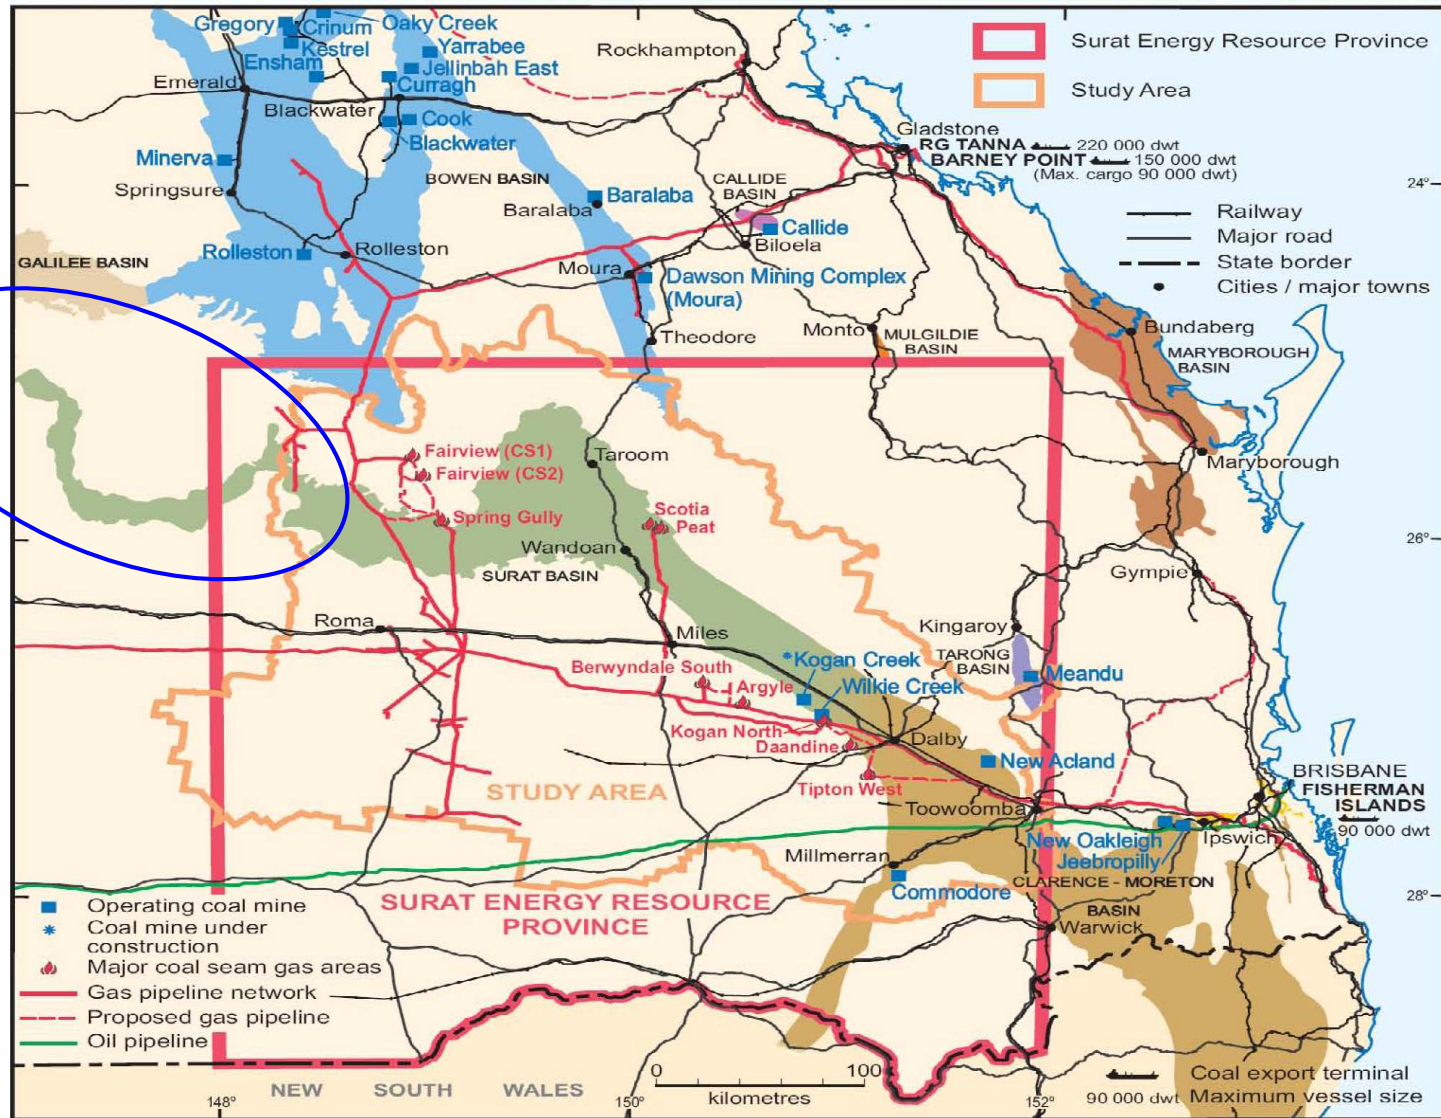 Gregory
Crinum
Oaky Creek
Kestrel
Yarrabee
Ensham
Jellinbah East
Curragh
Emerald
Blackwater
Cook
Blackwater
Rockhampton
Surat Energy Resource Province
Study Area
Gladstone
RG TANNA 220 000 dwt
BARNEY POINT 150 000 dwt
(Max. cargo 90 000 dwt)
24°
Minerva
Springsure
BOWEN BASIN
Baralaba
Baralaba
CALLIDE
BASIN
Callide
Biloela
Railway
Major road
State border
Cities / major towns
GALILEE BASIN
Rolleston
Rolleston
Moura
Dawson Mining Complex
(Moura)
Theodore
Monto
MULGILDIE
BASIN
Bundaberg
MARYBOROUGH
BASIN
Fairview (CS1)
Fairview (CS2)
Spring Gully
Taroom
Scotia
Peat
Maryborough
Wandoan
SURAT BASIN
26°
Gympie
Roma
Miles
Kingaroy
TARONG
BASIN
Meandu
Berwyndale South
Argyle
*Kogan Creek
Wilkie Creek
Kogan North
Daandine
Dalby
Tipton West
New Acland
STUDY AREA
Toowoomba
BRISBANE
FISHERMAN
ISLANDS
90 000 dwt
New Oakleigh
Jeebropilly
Ipswich
Millmerran
Commodore
CLARENCE - MORETON
BASIN
Warwick
28°
SURAT ENERGY RESOURCE
PROVINCE
Operating coal mine
* Coal mine under
construction
Major coal seam gas areas
Gas pipeline network
Proposed gas pipeline
Oil pipeline
NEW SOUTH WALES
0 100
kilometres
Coal export terminal
90 000 dwt Maximum vessel size
148° 150° 152°